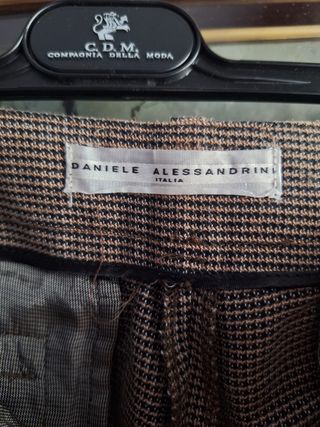 C.D.M.
COMPAGNIA DELLA MODA
DANIELE ALESSANDRINI
ITALIA